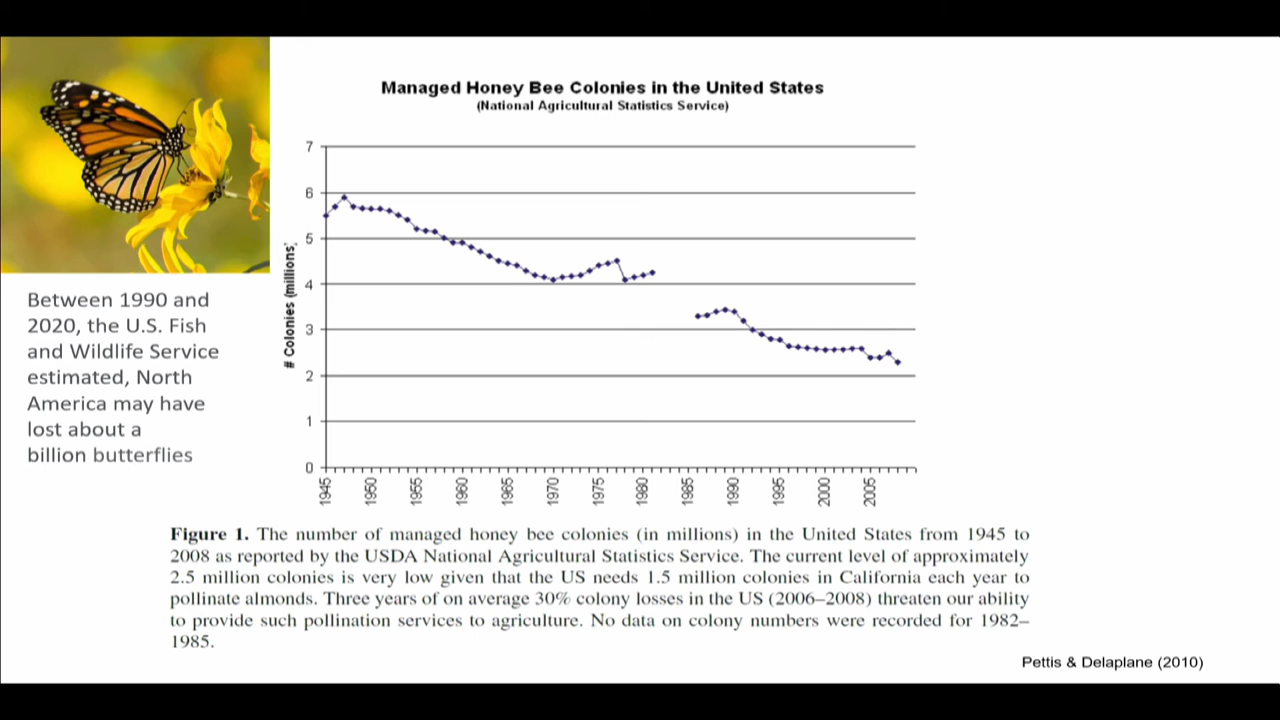 Managed Honey Bee Colonies in the United States
(National Agricultural Statistics Service)
7
6
5
4
3
2
1
0
# Colonies (millions)
1945
1950
1955
1960
1965
1970
1975
1980
1985
1990
1995
2000
2005
Between 1990 and
2020, the U.S. Fish
and Wildlife Service
estimated, North
America may have
lost about a
billion butterflies
Figure 1. The number of managed honey bee colonies (in millions) in the United States from 1945 to
2008 as reported by the USDA National Agricultural Statistics Service. The current level of approximately
2.5 million colonies is very low given that the US needs 1.5 million colonies in California each year to
pollinate almonds. Three years of on average 30% colony losses in the US (2006–2008) threaten our ability
to provide such pollination services to agriculture. No data on colony numbers were recorded for 1982–
1985.
Pettis & Delaplane (2010)